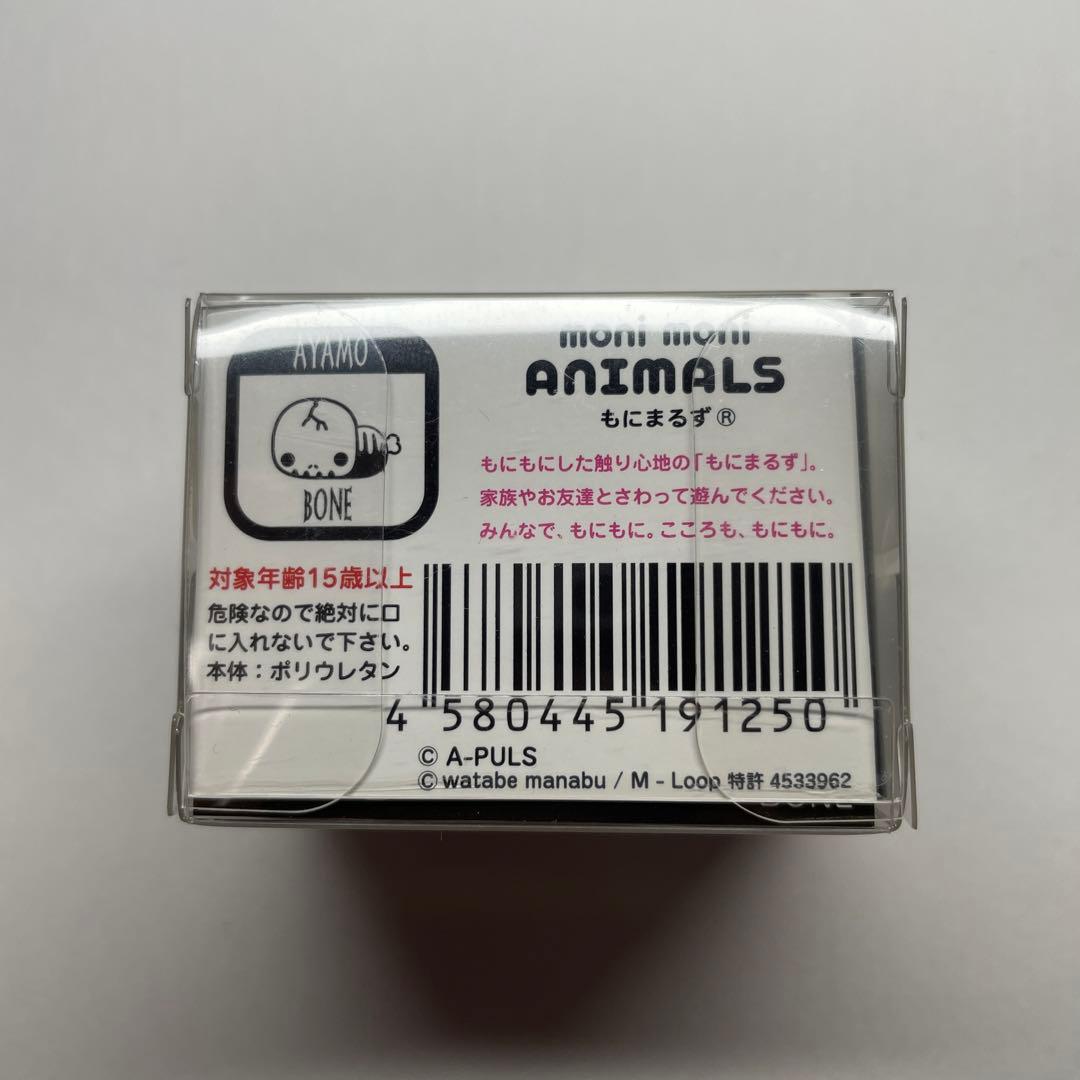 AYAMO
BONE
moni moni
ANIMALS
もにまるず®
もにもにした触り心地の「もにまるず」。
家族やお友達とさわって遊んでください。
みんなで、もにもに。こころも、もにもに。
対象年齢15歳以上
危険なので絶対に口
に入れないで下さい。
本体：ポリウレタン
4 580445 191250
© A-PULS
© watabe manabu / M - Loop 特許 4533962
BONE